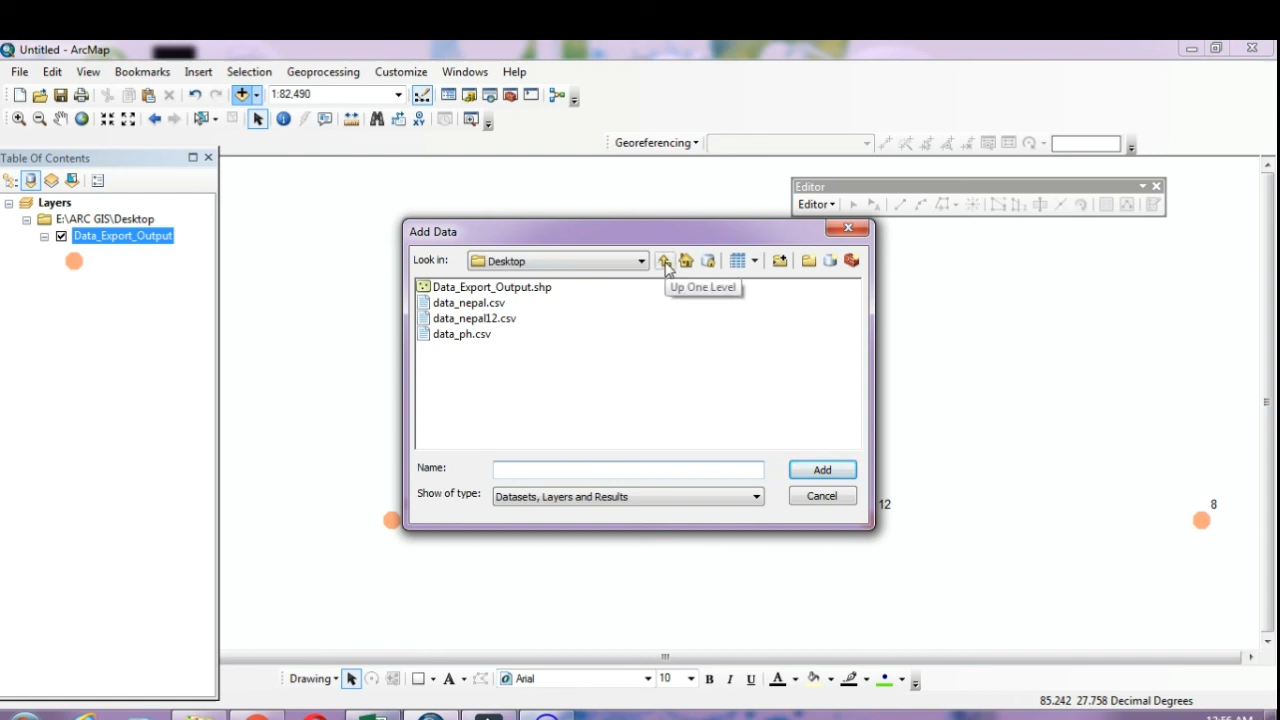 Untitled - ArcMap
File Edit View Bookmarks Insert Selection Geoprocessing Customize Windows Help
1:82,490
Georeferencing
Table Of Contents
Editor
Editor
Layers
E:\ARC GIS\Desktop
Data_Export_Output
Add Data
Look in: Desktop
Up One Level
Data_Export_Output.shp
data_nepal.csv
data_nepal12.csv
data_ph.csv
Name: Add
Show of type: Datasets, Layers and Results Cancel
12
8
Drawing A Arial 10 B I U A
85.242 27.758 Decimal Degrees